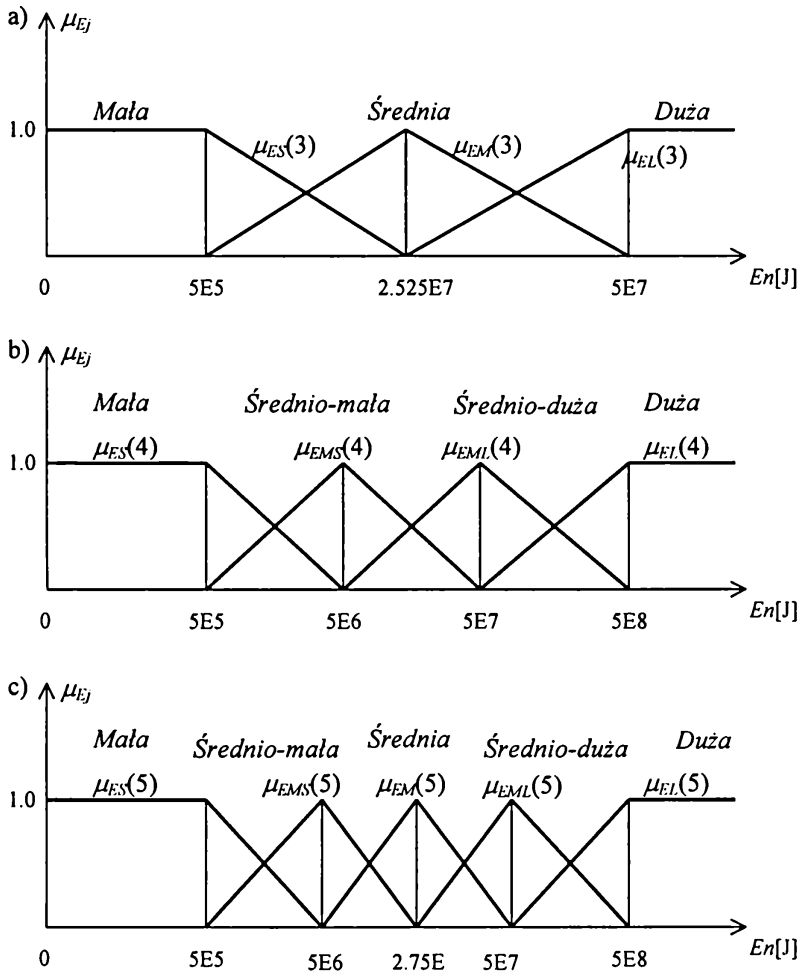 a) μEj
Mała Średnia Duża
1.0 μES(3) μEM(3) μEL(3)
0 5E5 2.525E7 5E7 En[J]
b) μEj
Mała Średnio-mała Średnio-duża Duża
μES(4) μEMS(4) μEML(4) μEL(4)
1.0
0 5E5 5E6 5E7 5E8 En[J]
c) μEj
Mała Średnio-mała Średnia Średnio-duża Duża
μES(5) μEMS(5) μEM(5) μEML(5) μEL(5)
1.0
0 5E5 5E6 2.75E 5E7 5E8 En[J]